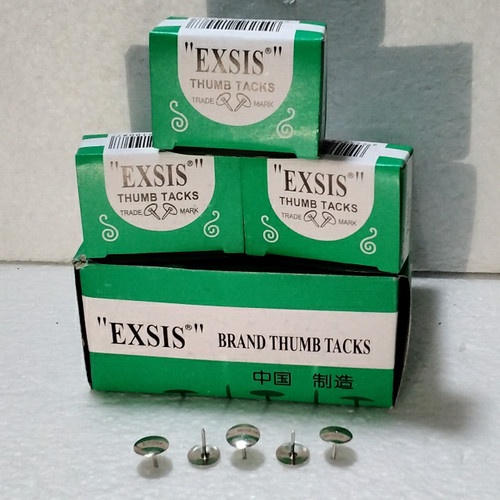 "EXSIS®"
THUMB TACKS
TRADE MARK
"EXSIS®"
THUMB TACKS
TRADE MARK
"EXSIS®"
THUMB TACKS
TRADE MARK
"EXSIS®" BRAND THUMB TACKS
中国 制造